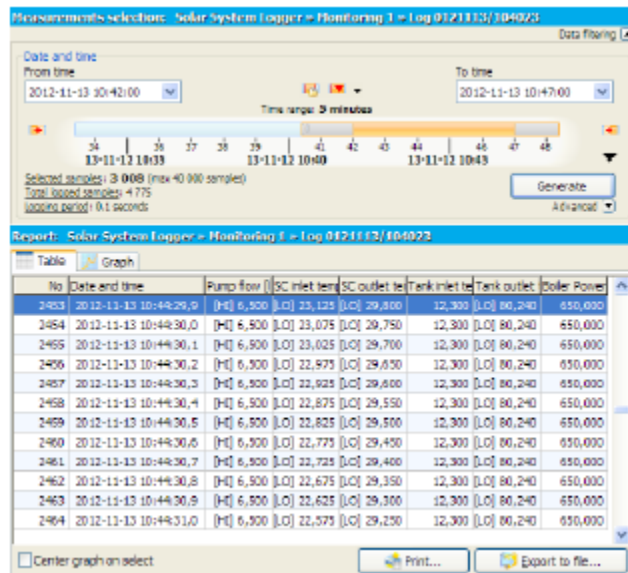 Measurements selection: Solar System Logger » Monitoring 1 » Log 0121113/104023
Data filtering
Date and time
From time
To time
2012-11-13 10:42:00
2012-11-13 10:47:00
Time range: 5 minutes
34 36 37 38 39 41 42 44 46 47 48
13-11-12 10:40
Selected samples: 3 008 (max 40 000 samples)
Total logged samples: 4 775
Logging period: 0.1 seconds
Generate
Advanced
Report: Solar System Logger » Monitoring 1 » Log 0121113/104023
Table Graph
No Date and time Pump flow [ SC inlet temp SC outlet te Tank inlet te Tank outlet Boiler Power
2453 2012-11-13 10:44:29,9 [HI] 6,500 [LO] 23,125 [LO] 29,800 12,300 [LO] 80,240 650,000
2454 2012-11-13 10:44:30,0 [HI] 6,500 [LO] 23,075 [LO] 29,750 12,300 [LO] 80,240 650,000
2455 2012-11-13 10:44:30,1 [HI] 6,500 [LO] 23,025 [LO] 29,700 12,300 [LO] 80,240 650,000
2456 2012-11-13 10:44:30,2 [HI] 6,500 [LO] 22,975 [LO] 29,650 12,300 [LO] 80,240 650,000
2457 2012-11-13 10:44:30,3 [HI] 6,500 [LO] 22,925 [LO] 29,600 12,300 [LO] 80,240 650,000
2458 2012-11-13 10:44:30,4 [HI] 6,500 [LO] 22,875 [LO] 29,550 12,300 [LO] 80,240 650,000
2459 2012-11-13 10:44:30,5 [HI] 6,500 [LO] 22,825 [LO] 29,500 12,300 [LO] 80,240 650,000
2460 2012-11-13 10:44:30,6 [HI] 6,500 [LO] 22,775 [LO] 29,450 12,300 [LO] 80,240 650,000
2461 2012-11-13 10:44:30,7 [HI] 6,500 [LO] 22,725 [LO] 29,400 12,300 [LO] 80,240 650,000
2462 2012-11-13 10:44:30,8 [HI] 6,500 [LO] 22,675 [LO] 29,350 12,300 [LO] 80,240 650,000
2463 2012-11-13 10:44:30,9 [HI] 6,500 [LO] 22,625 [LO] 29,300 12,300 [LO] 80,240 650,000
2464 2012-11-13 10:44:31,0 [HI] 6,500 [LO] 22,575 [LO] 29,250 12,300 [LO] 80,240 650,000
Center graph on select
Print...
Export to file...